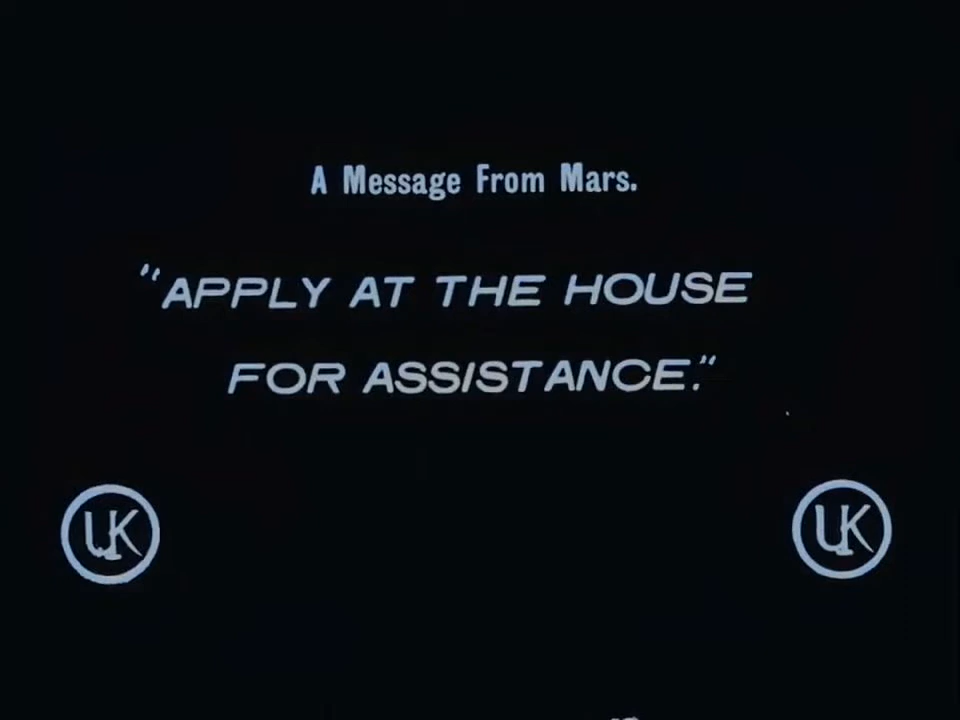 A Message From Mars.
"APPLY AT THE HOUSE
FOR ASSISTANCE."
UK
UK